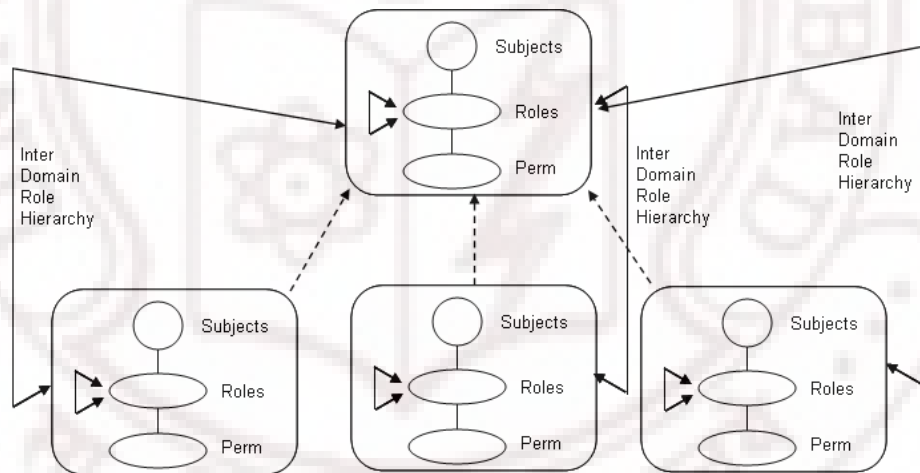 Subjects
Roles
Perm
Inter
Domain
Role
Hierarchy
Inter
Domain
Role
Hierarchy
Inter
Domain
Role
Hierarchy
Subjects
Roles
Perm
Subjects
Roles
Perm
Subjects
Roles
Perm